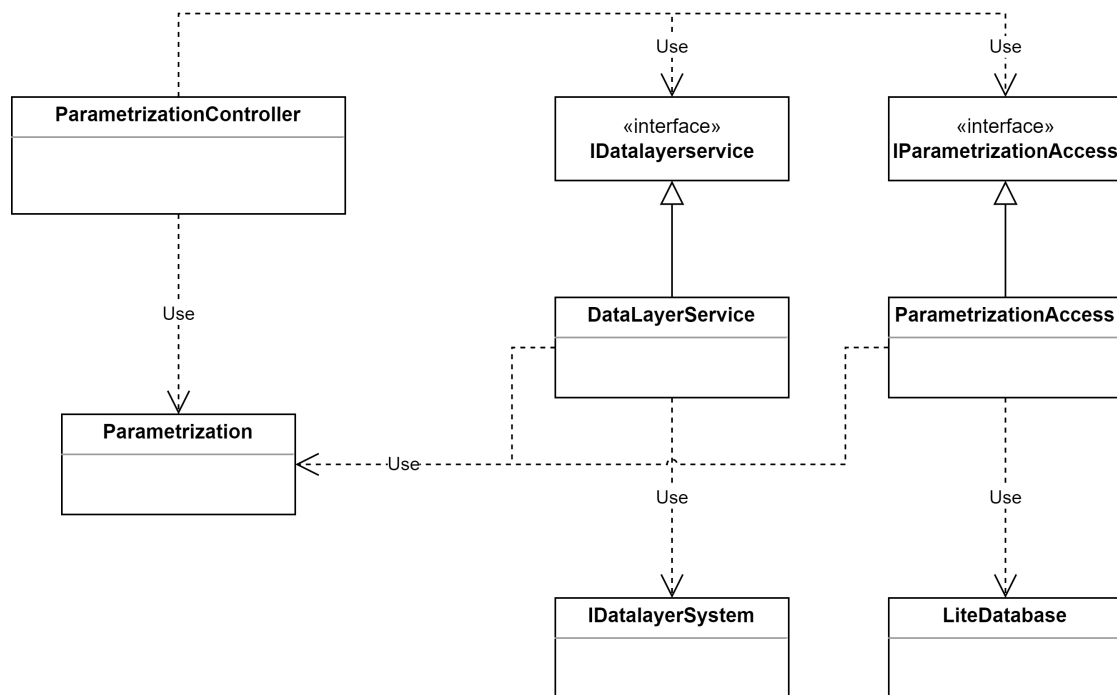 Use
Use
ParametrizationController
«interface»
IDatalayerservice
«interface»
IParametrizationAccess
Use
DataLayerService
ParametrizationAccess
Parametrization
Use
Use
Use
IDatalayerSystem
LiteDatabase